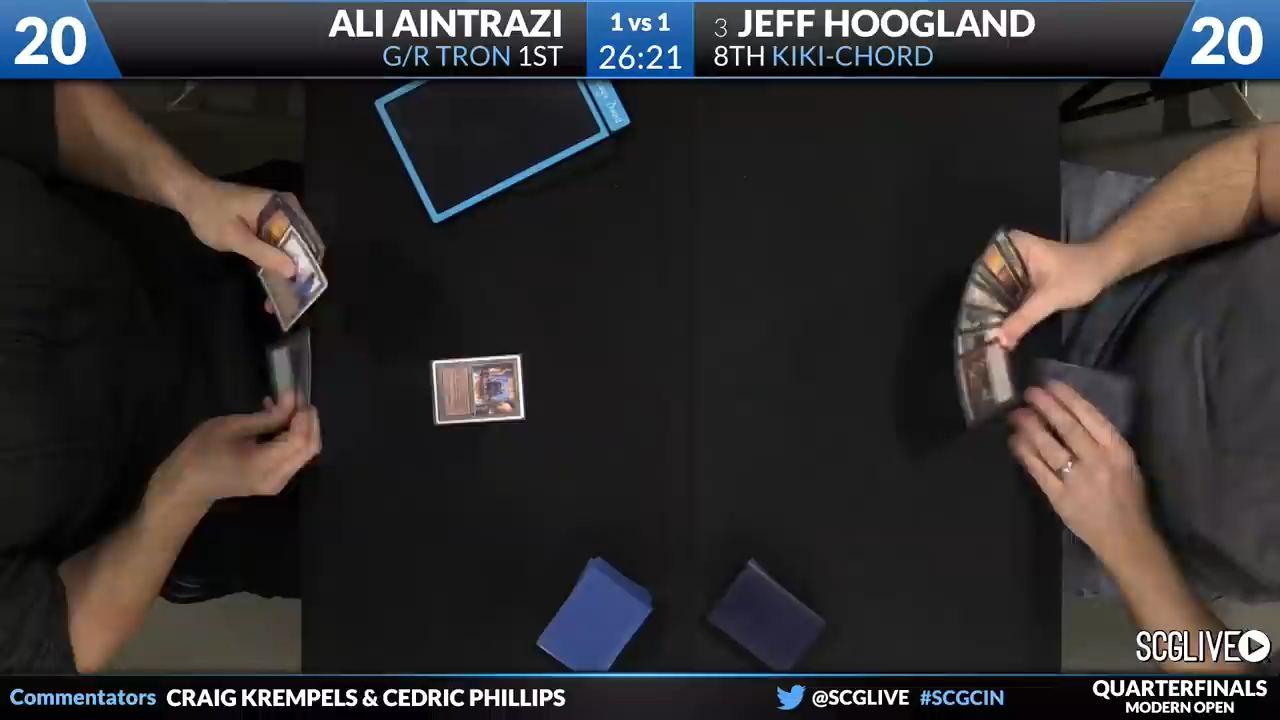 20
ALI AINTRAZI
G/R TRON 1ST
1 vs 1
26:21
3 JEFF HOOGLAND
8TH KIKI-CHORD
20
SCGLIVE
Commentators CRAIG KREMPELS & CEDRIC PHILLIPS
@SCGLIVE #SCGCIN
QUARTERFINALS
MODERN OPEN